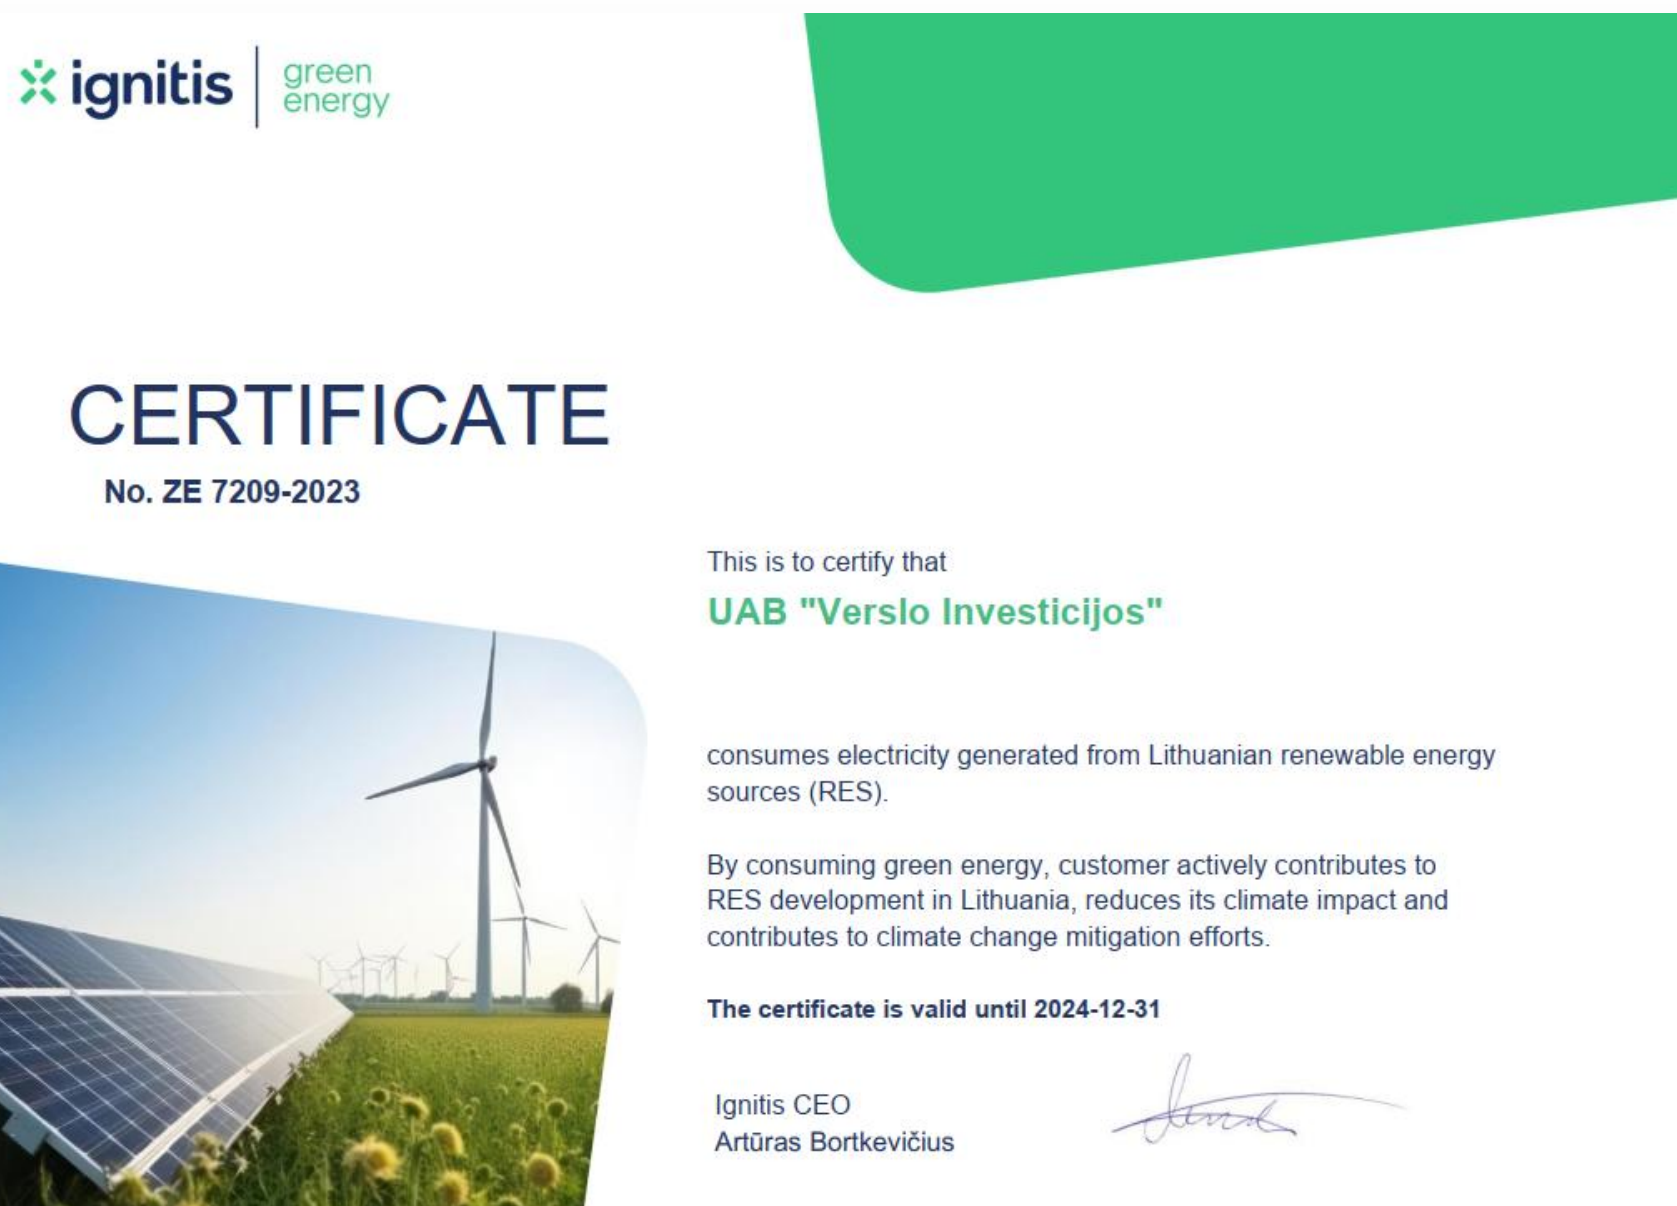 ignitis
green
energy
CERTIFICATE
No. ZE 7209-2023
This is to certify that
UAB "Verslo Investicijos"
consumes electricity generated from Lithuanian renewable energy
sources (RES).
By consuming green energy, customer actively contributes to
RES development in Lithuania, reduces its climate impact and
contributes to climate change mitigation efforts.
The certificate is valid until 2024-12-31
Ignitis CEO
Artūras Bortkevičius